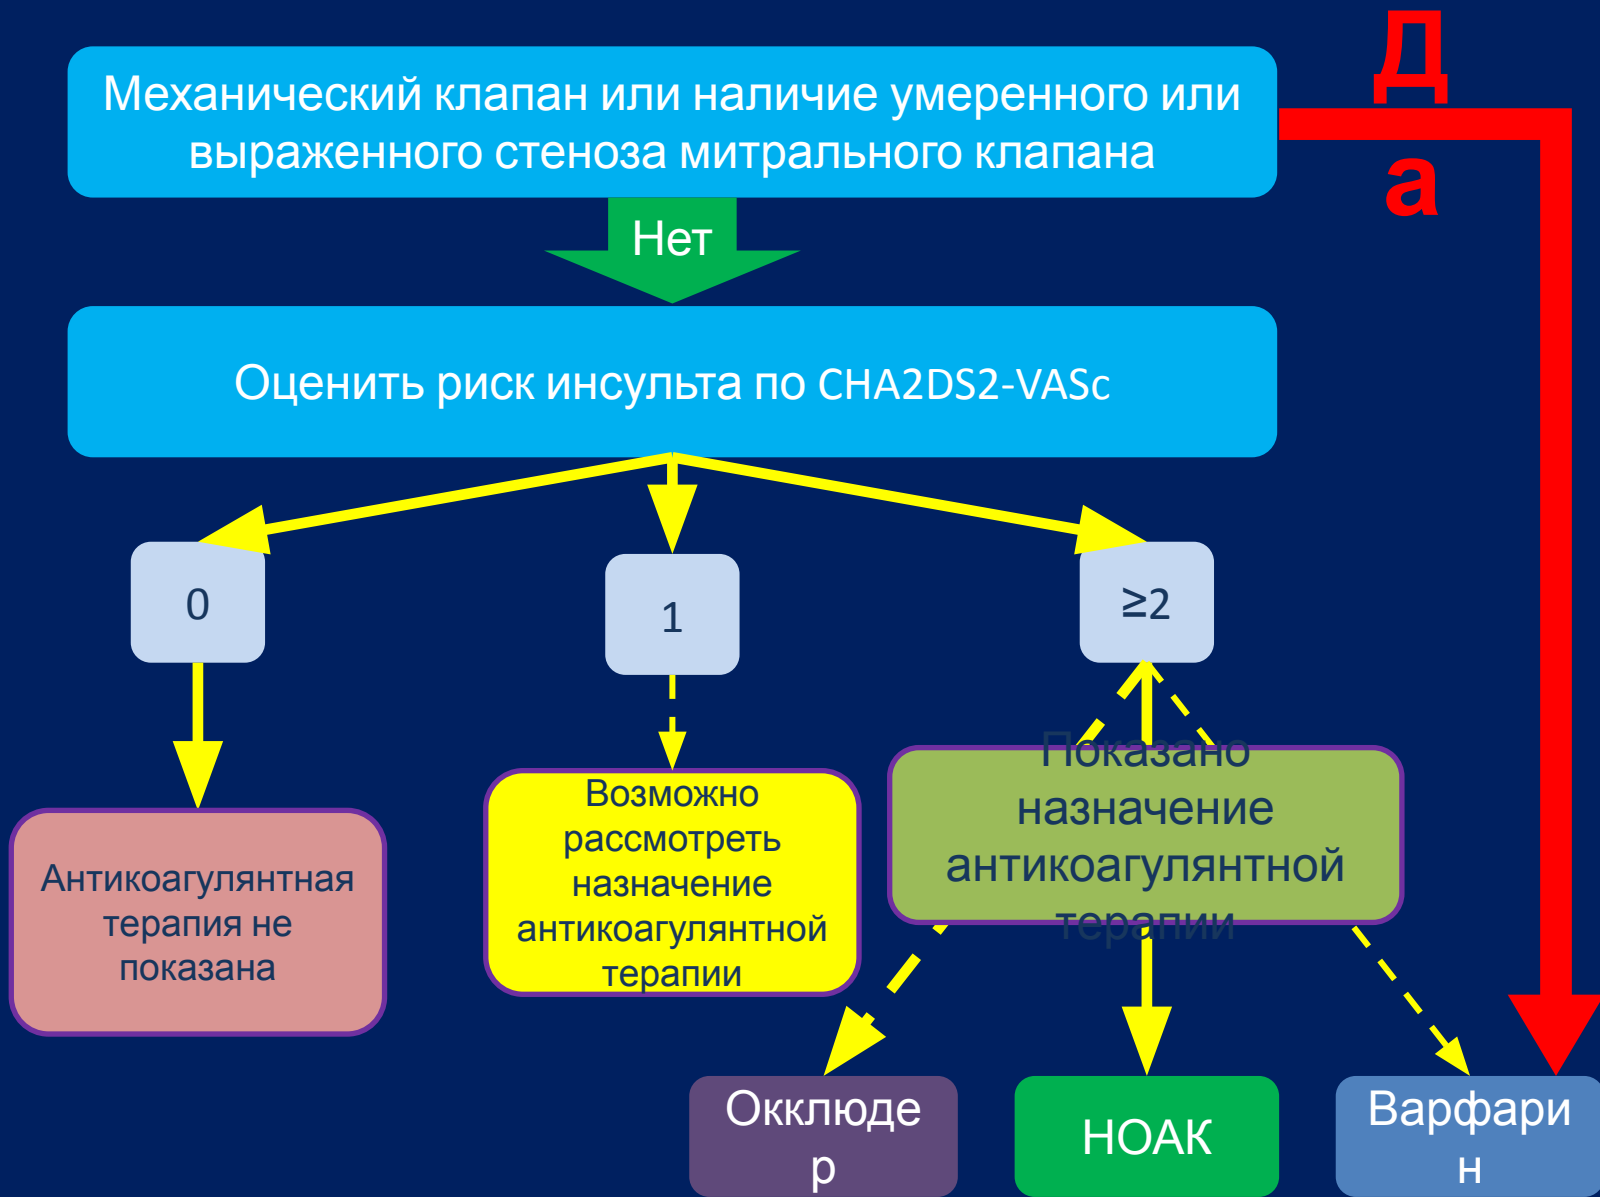 Д
а
Механический клапан или наличие умеренного или
выраженного стеноза митрального клапана
Нет
Оценить риск инсульта по CHA2DS2-VASc
0
1
≥2
Антикоагулянтная
терапия не
показана
Возможно
рассмотреть
назначение
антикоагулянтной
терапии
Показано
назначение
антикоагулянтной
терапии
Окклюде
р
НОАК
Варфари
н